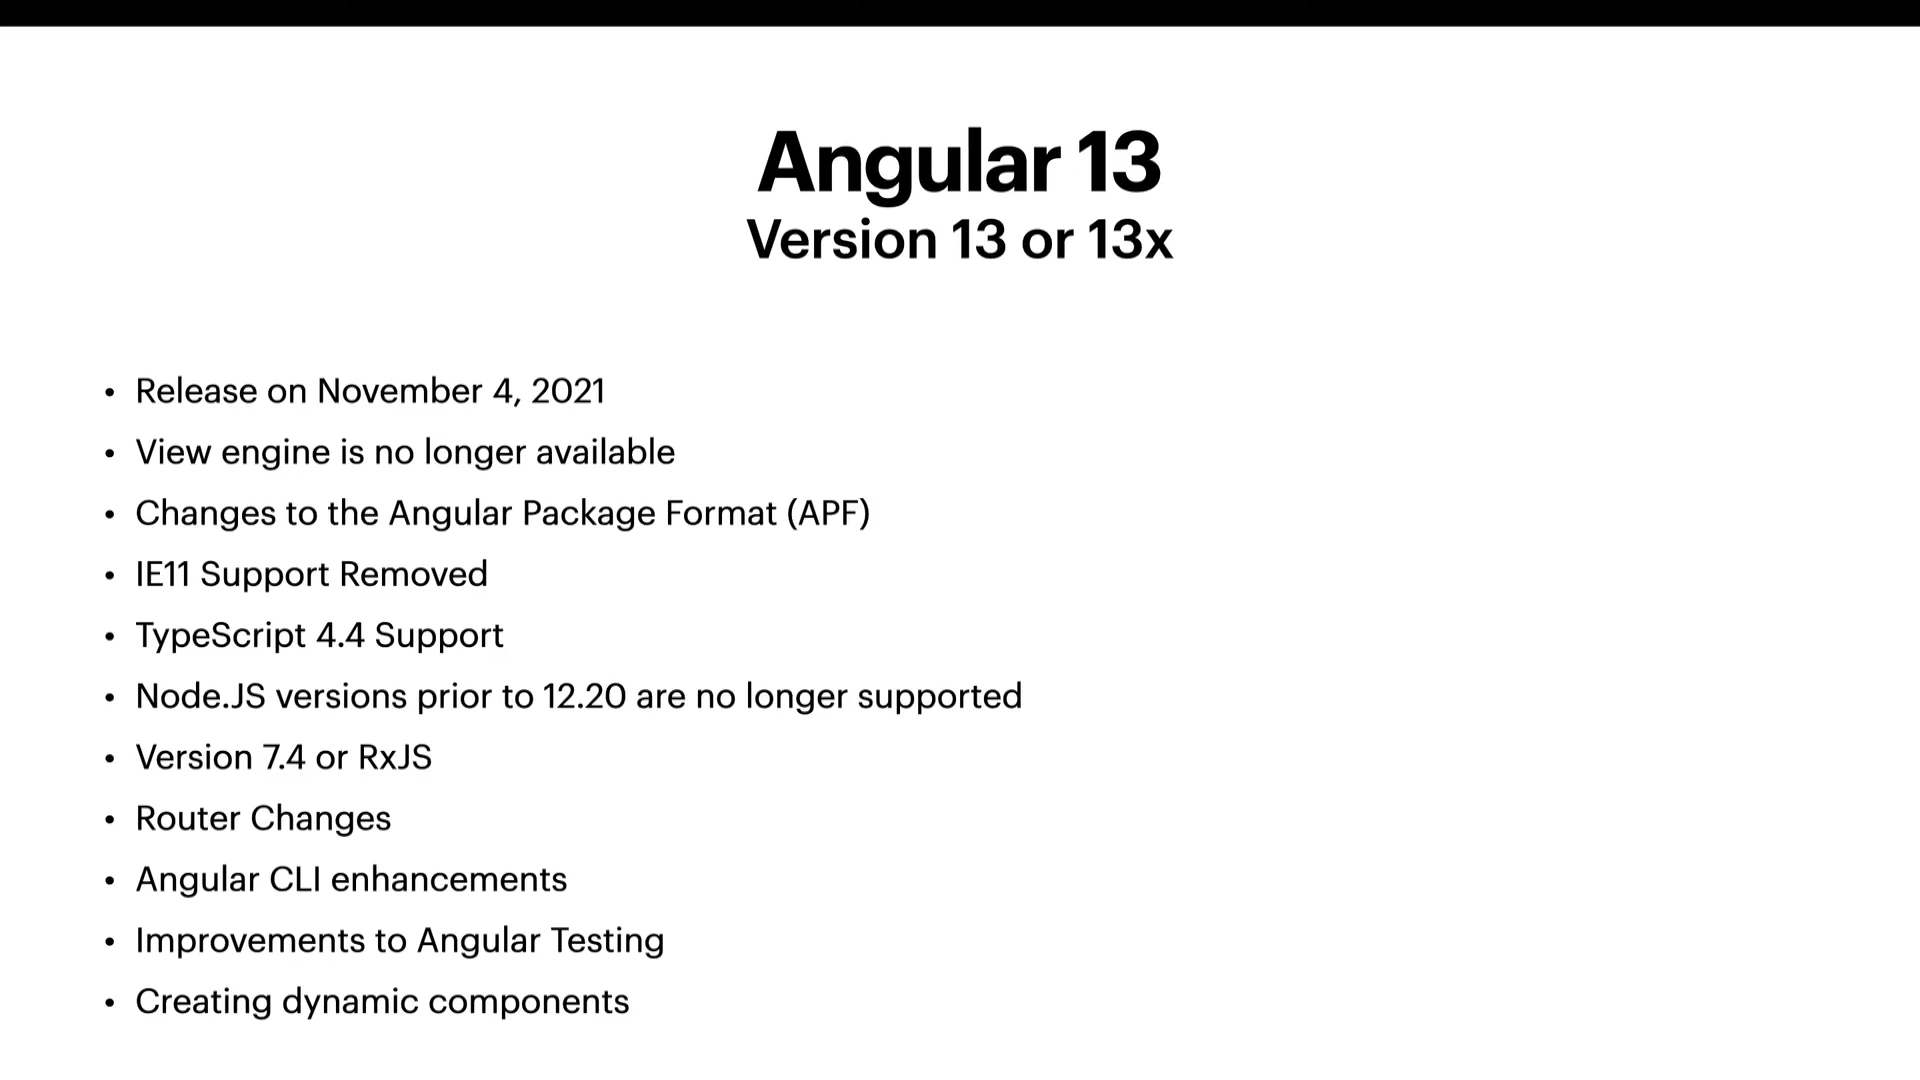 Angular 13
Version 13 or 13x
• Release on November 4, 2021
• View engine is no longer available
• Changes to the Angular Package Format (APF)
• IE11 Support Removed
• TypeScript 4.4 Support
• Node.JS versions prior to 12.20 are no longer supported
• Version 7.4 or RxJS
• Router Changes
• Angular CLI enhancements
• Improvements to Angular Testing
• Creating dynamic components